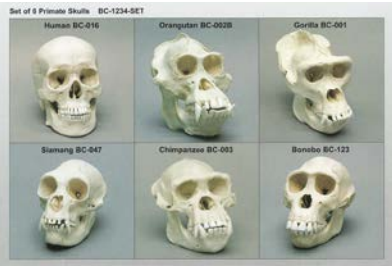 Set of 6 Primate Skulls BC-1234-SET
Human BC-016
Orangutan BC-002B
Gorilla BC-001
Siamang BC-047
Chimpanzee BC-003
Bonobo BC-123